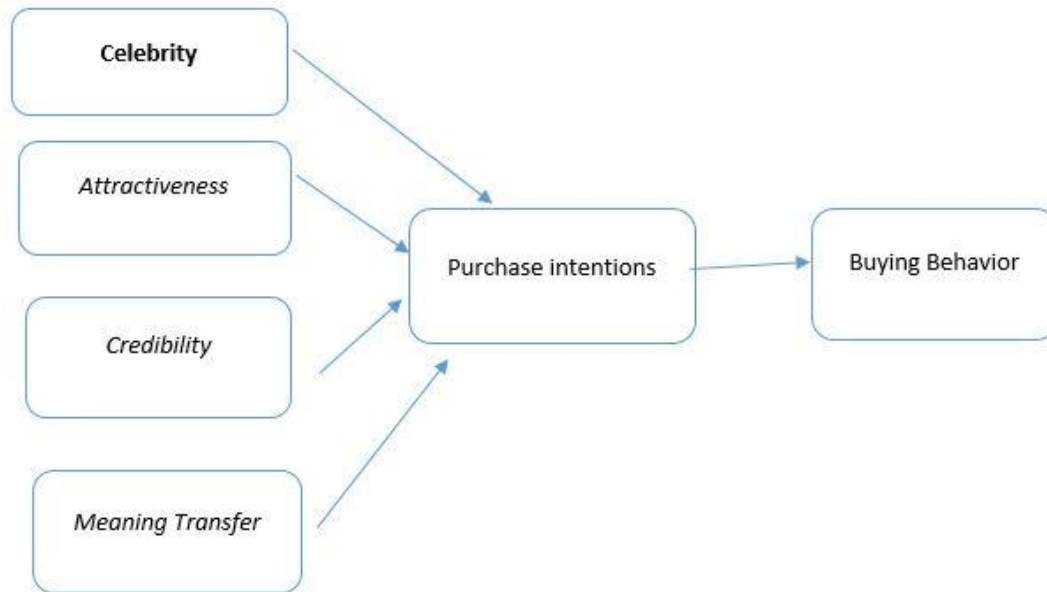 Celebrity
Attractiveness
Credibility
Meaning Transfer
Purchase intentions
Buying Behavior